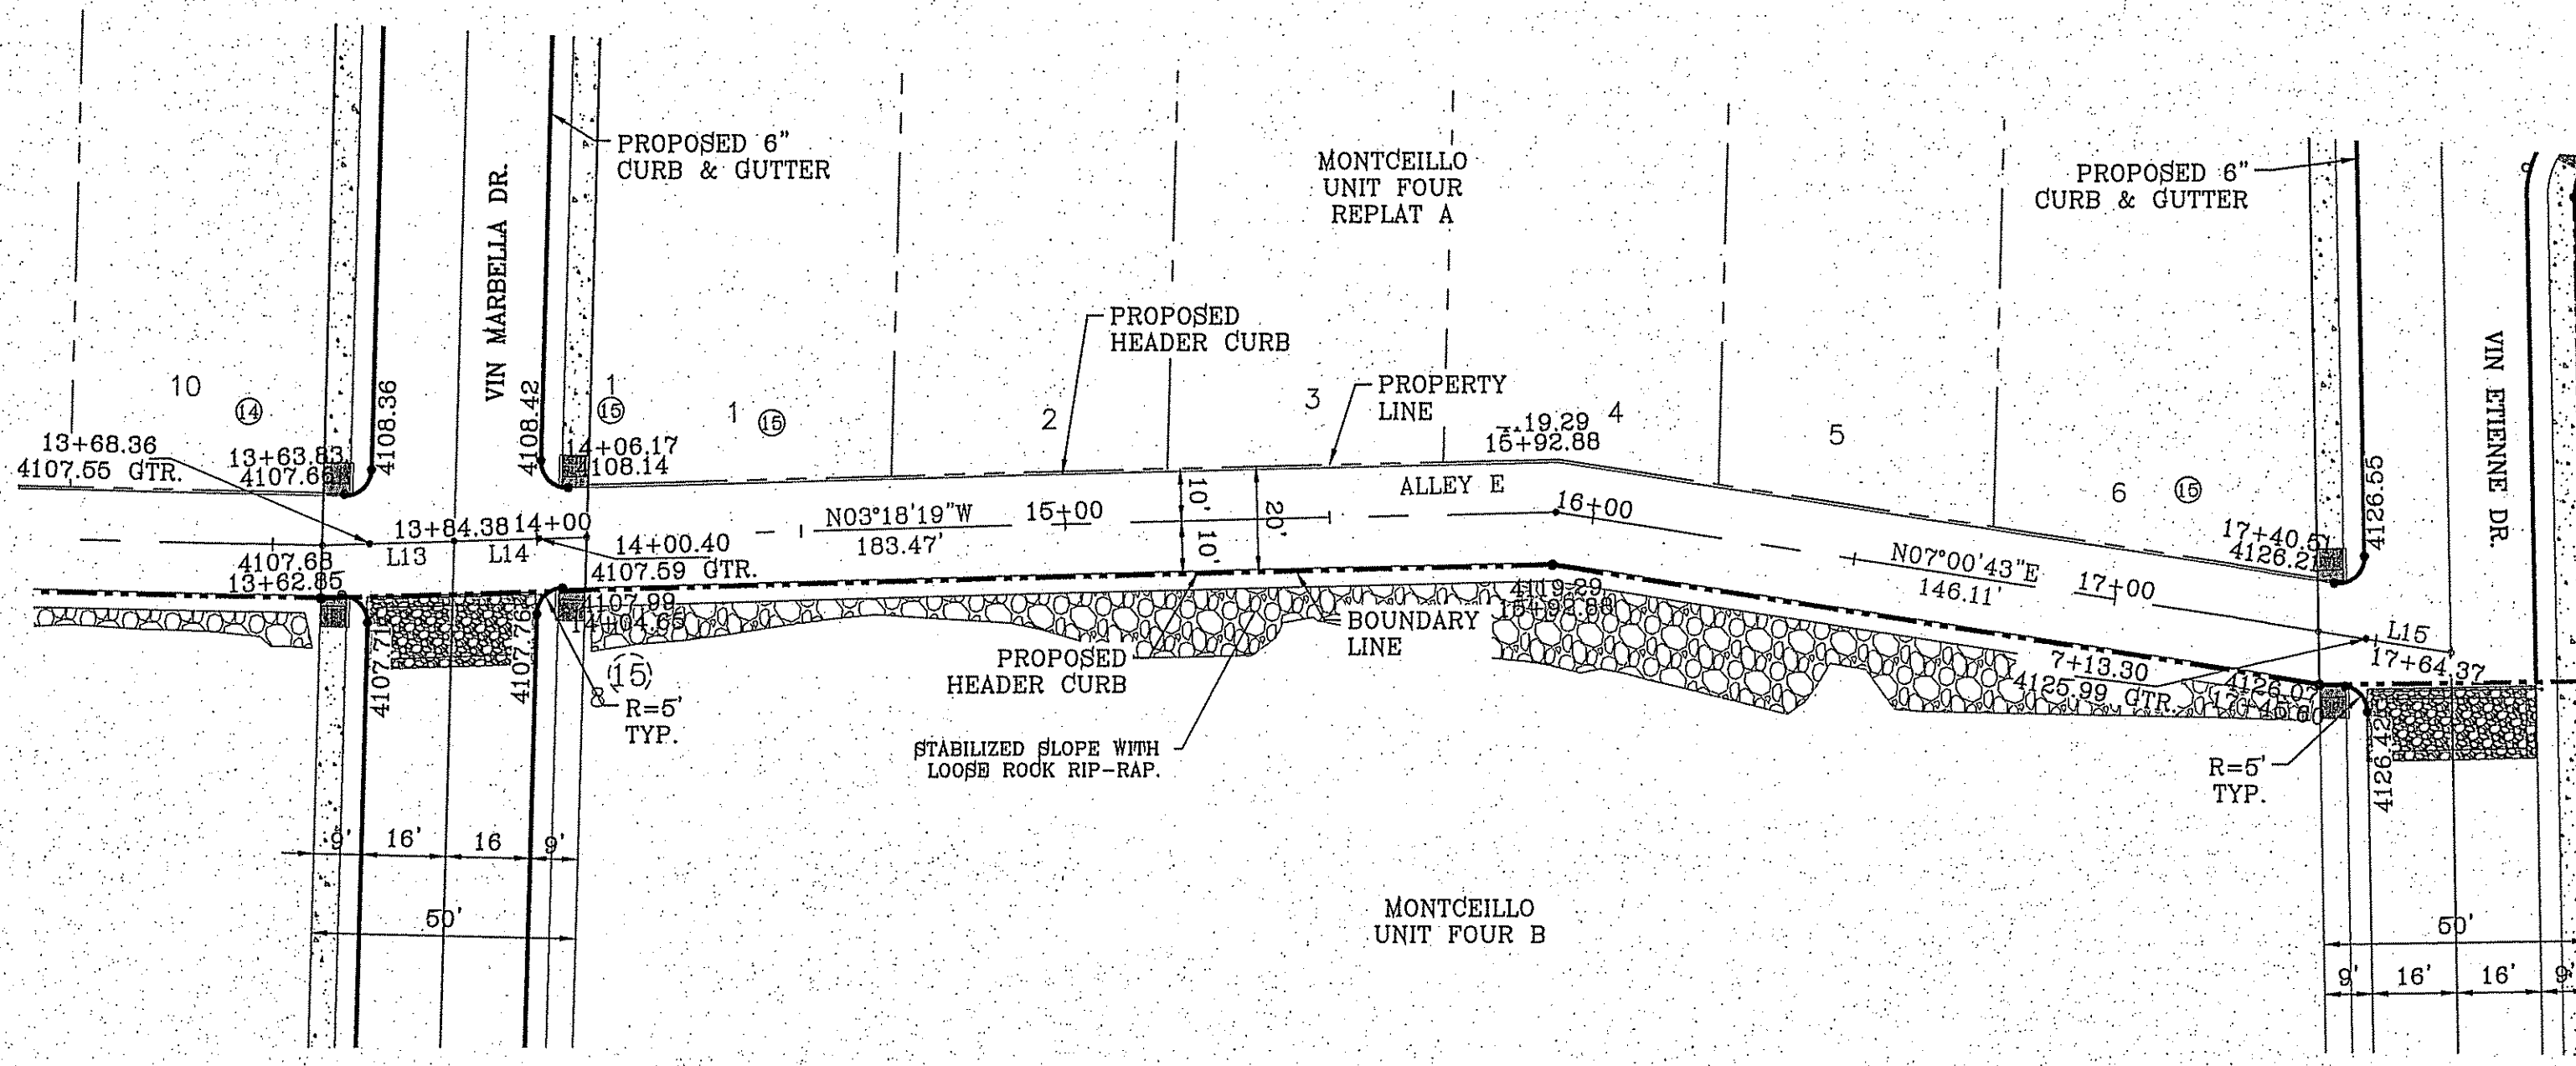 PROPOSED 6"
CURB & GUTTER
VIN MARBELLA DR.
MONTCEILLO
UNIT FOUR
REPLAT A
PROPOSED 6"
CURB & GUTTER
VIN ETIENNE DR.
PROPOSED
HEADER CURB
PROPERTY
LINE
10
14
1
15
1
15
2
3
4
5
6
15
13+68.36
4107.55 GTR.
13+63.83
4107.66
4108.36
4108.42
14+06.17
4108.14
19.29
15+92.88
ALLEY E
17+40.51
4126.21
4126.55
13+84.38
14+00
L13
L14
4107.63
13+62.85
14+00.40
4107.59 GTR.
N03°18'19"W
183.47'
15+00
10'
10'
20'
16+00
N07°00'43"E
146.11'
17+00
L15
17+64.37
4107.71
4107.76
4107.99
14+04.65
8
15
R=5'
TYP.
PROPOSED
HEADER CURB
BOUNDARY
LINE
4119.29
15+92.88
7+13.30
4125.99 GTR.
4126.07
4126.42
R=5'
TYP.
STABILIZED SLOPE WITH
LOOSE ROCK RIP-RAP.
MONTCEILLO
UNIT FOUR B
9'
16'
16
9'
50'
50'
9'
16'
16'
9'